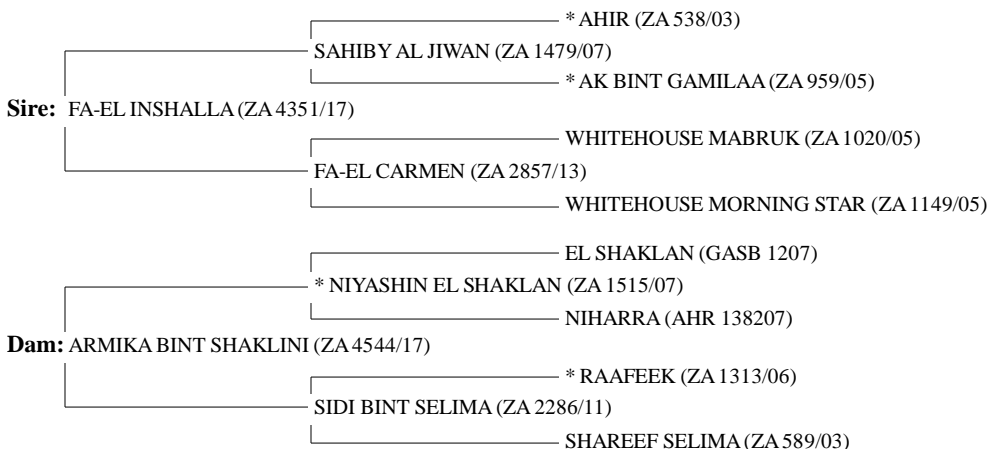 * AHIR (ZA 538/03)
SAHIBY AL JIWAN (ZA 1479/07)
* AK BINT GAMILAA (ZA 959/05)
Sire: FA-EL INSHALLA (ZA 4351/17)
WHITEHOUSE MABRUK (ZA 1020/05)
FA-EL CARMEN (ZA 2857/13)
WHITEHOUSE MORNING STAR (ZA 1149/05)
EL SHAKLAN (GASB 1207)
* NIYASHIN EL SHAKLAN (ZA 1515/07)
NIHARRA (AHR 138207)
Dam: ARMIKA BINT SHAKLINI (ZA 4544/17)
* RAAFEEK (ZA 1313/06)
SIDI BINT SELIMA (ZA 2286/11)
SHAREEF SELIMA (ZA 589/03)